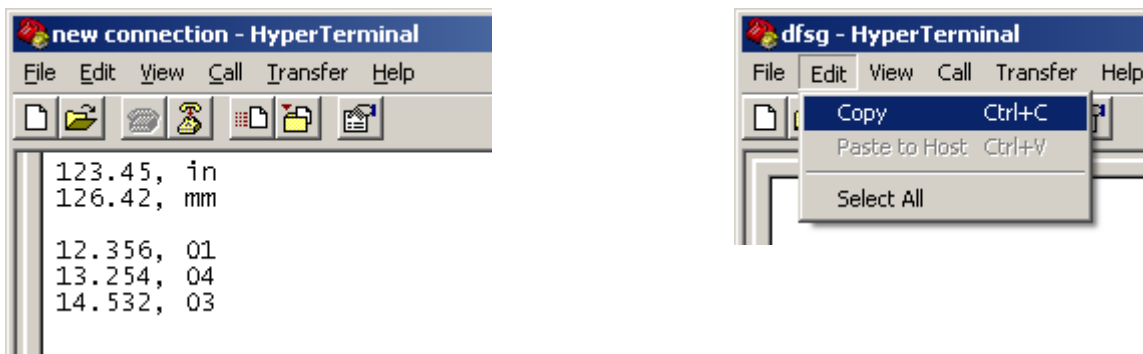 new connection - HyperTerminal
File Edit View Call Transfer Help
123.45, in
126.42, mm
12.356, 01
13.254, 04
14.532, 03
dfsg - HyperTerminal
File Edit View Call Transfer Help
Copy Ctrl+C
Paste to Host Ctrl+V
Select All